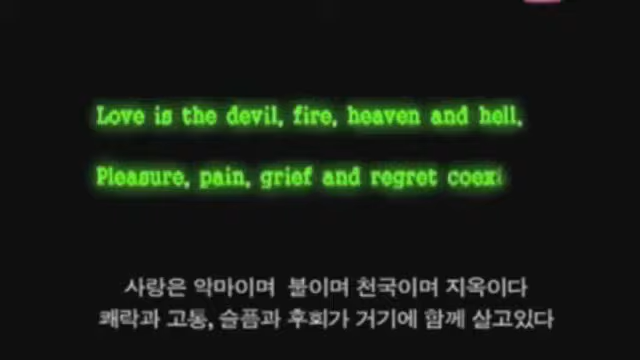 Love is the devil, fire, heaven and hell,
Pleasure, pain, grief and regret coexi
사랑은 악마이며 불이며 천국이며 지옥이다
쾌락과 고통, 슬픔과 후회가 거기에 함께 살고있다